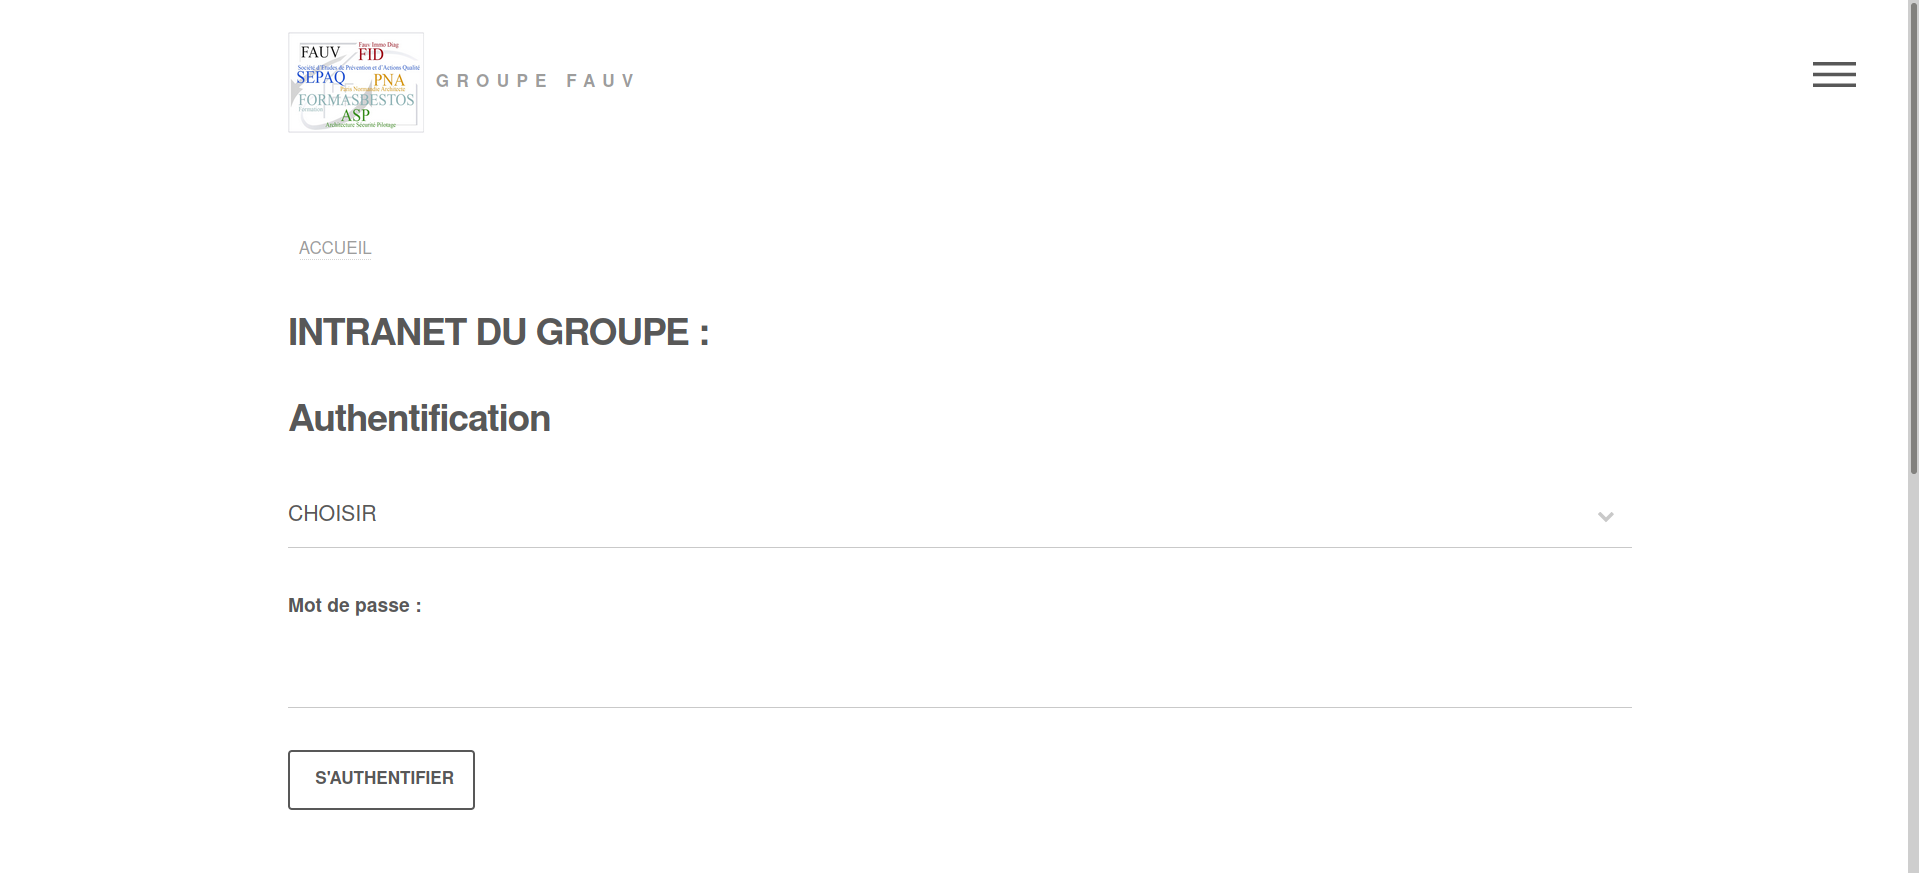 FAUV
Fauv Immo Diag
FID
Société d'Etudes de Prévention et d'Actions Qualité
SEPAQ
PNA
Paris Normandie Architecte
FORMASBESTOS
Formation
ASP
Architecture Sécurité Pilotage
GROUPE FAUV
ACCUEIL
INTRANET DU GROUPE :
Authentification
CHOISIR
Mot de passe :
S'AUTHENTIFIER